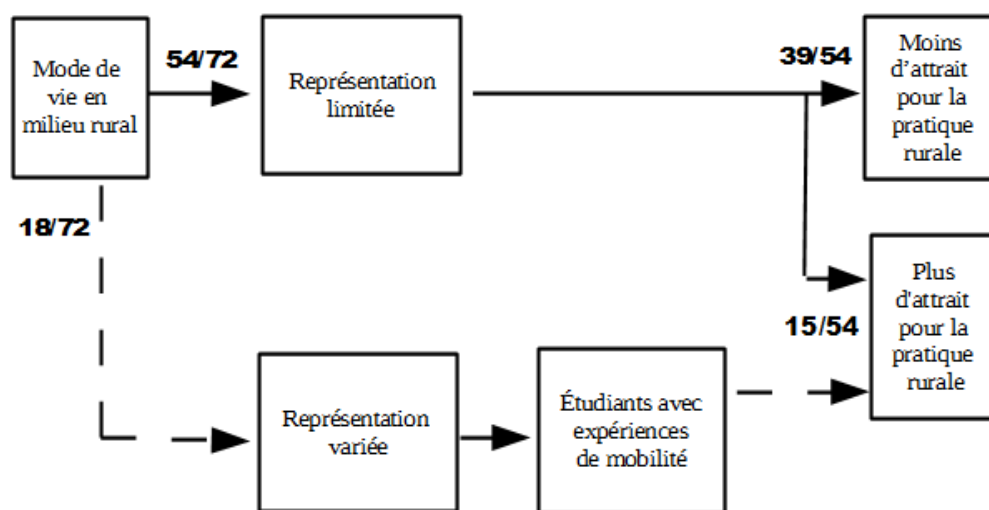 Mode de
vie en
milieu rural
54/72
Représentation
limitée
39/54
Moins
d’attrait
pour la
pratique
rurale
18/72
15/54
Plus
d'attrait
pour la
pratique
rurale
Représentation
variée
Étudiants avec
expériences
de mobilité